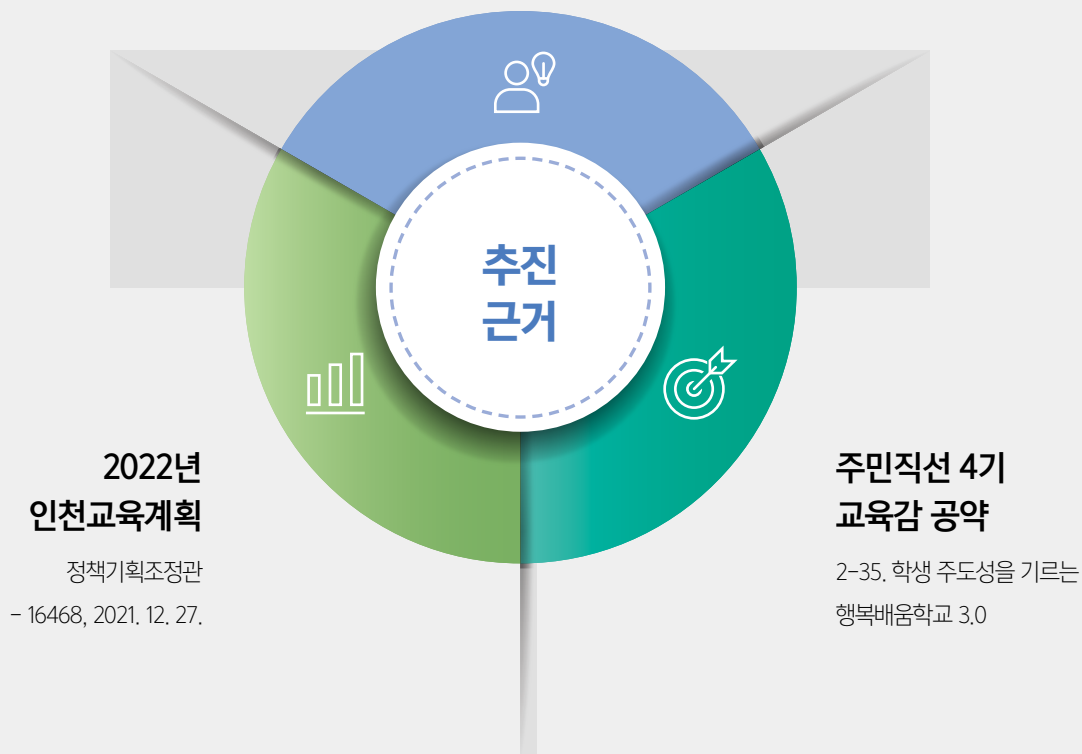 추진
근거
2022년
인천교육계획
정책기획조정관
- 16468, 2021. 12. 27.
주민직선 4기
교육감 공약
2-35. 학생 주도성을 기르는
행복배움학교 3.0